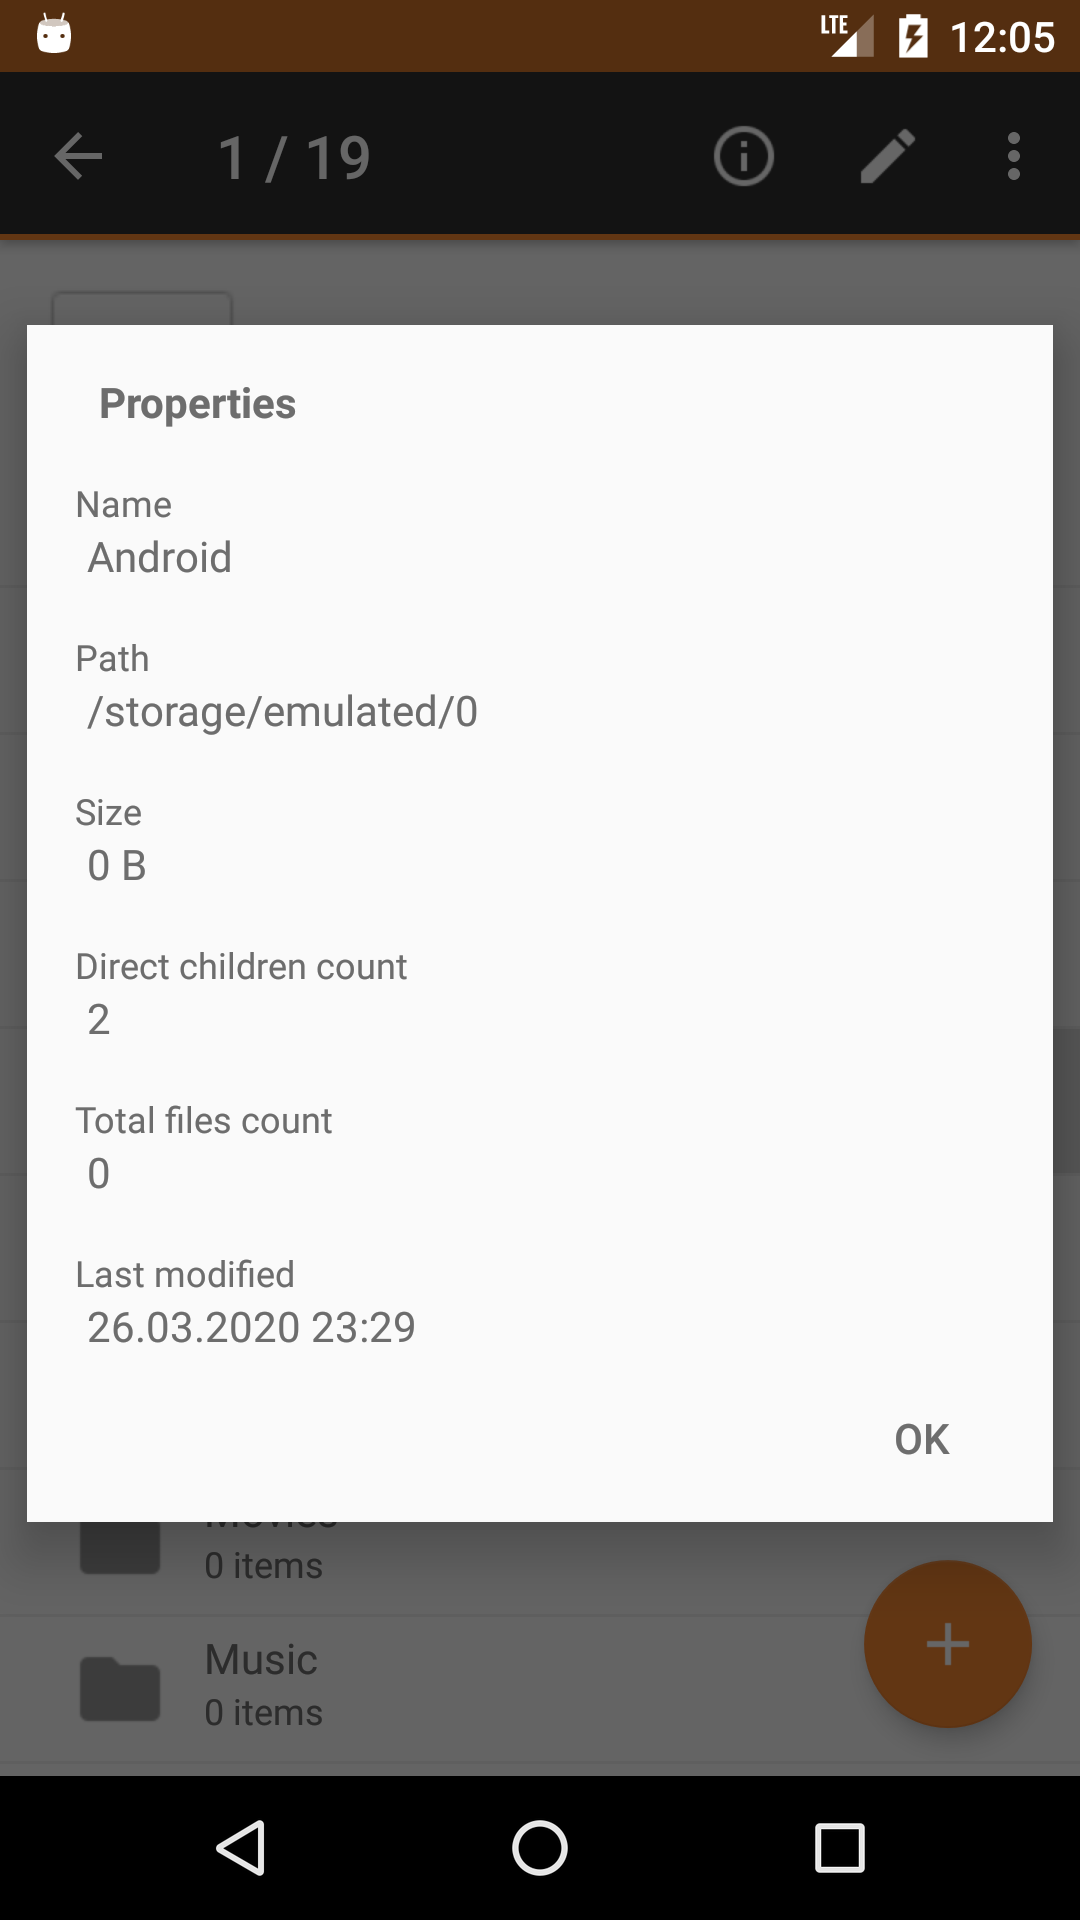 LTE 12:05
1 / 19
Properties
Name
Android
Path
/storage/emulated/0
Size
0 B
Direct children count
2
Total files count
0
Last modified
26.03.2020 23:29
OK
0 items
Music
0 items